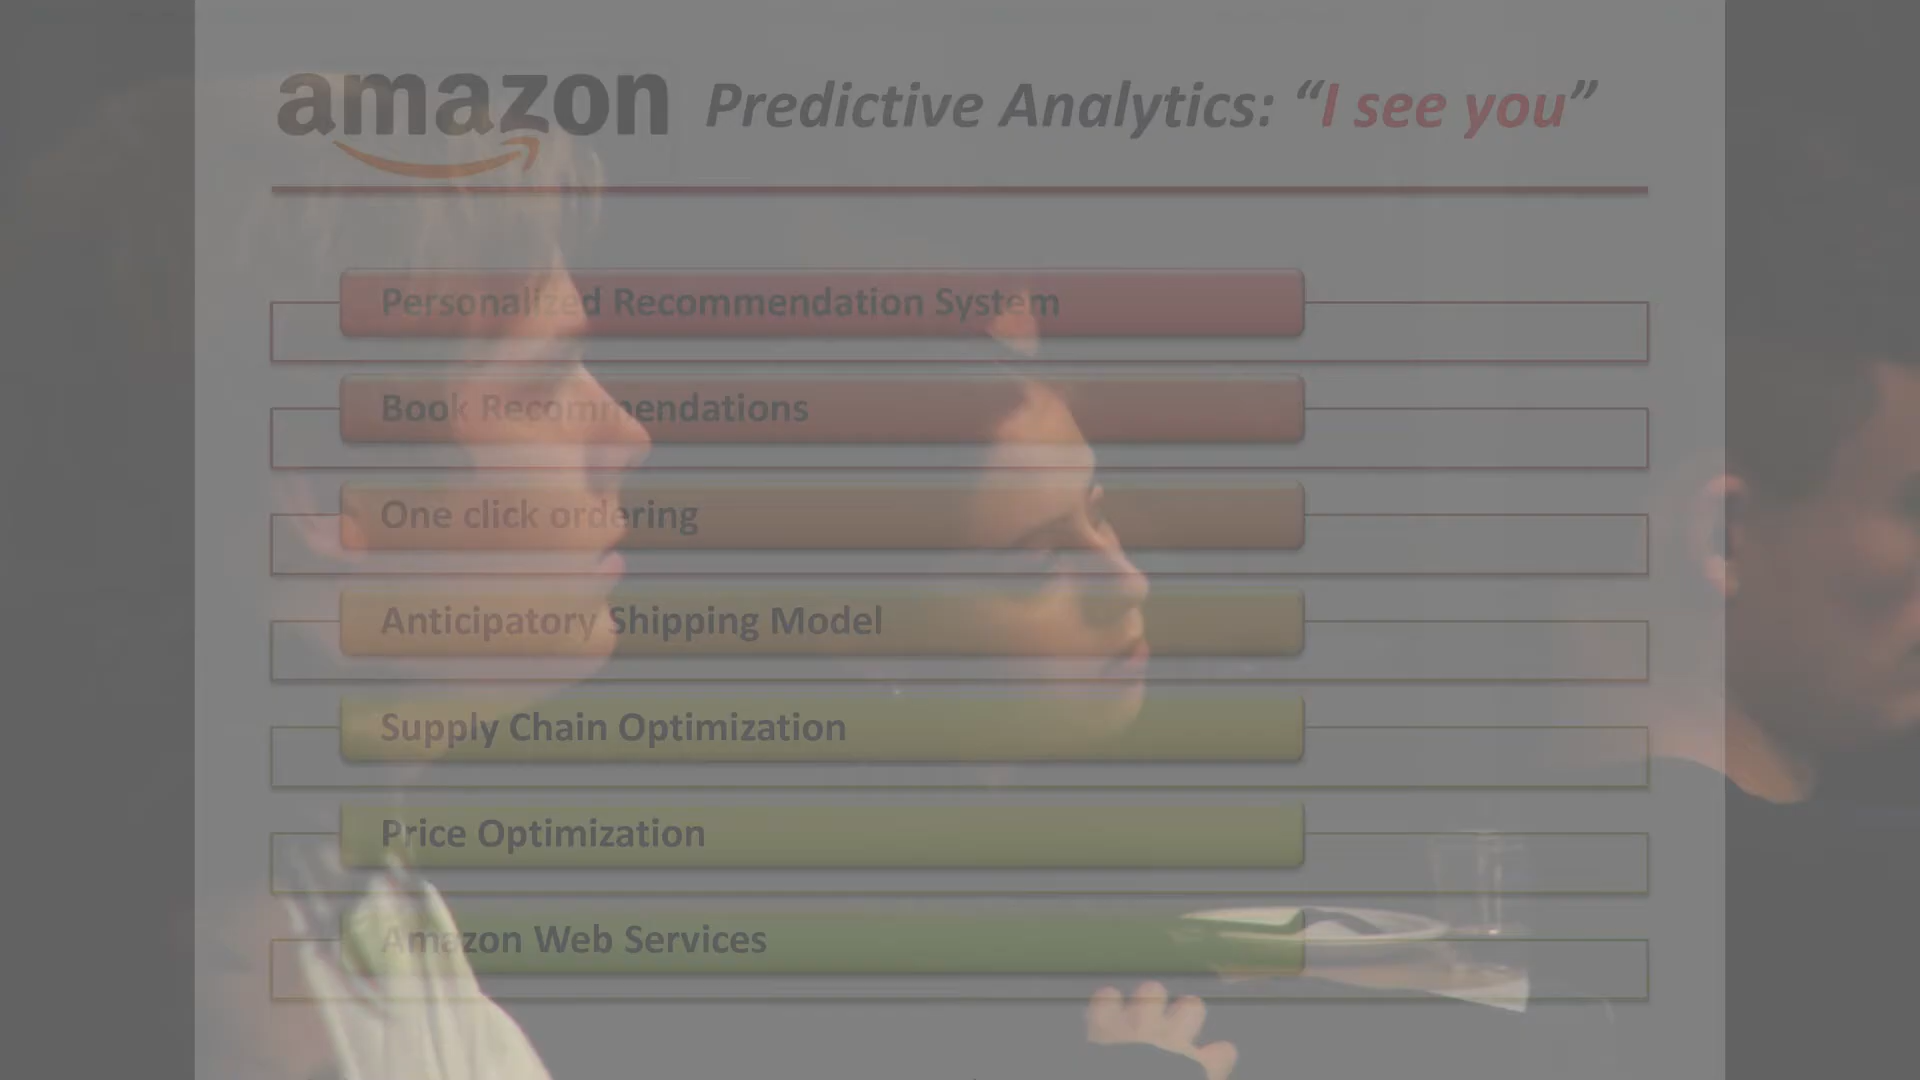 amazon Predictive Analytics: “I see you”
Personalized Recommendation System
Book Recommendations
One click ordering
Anticipatory Shipping Model
Supply Chain Optimization
Price Optimization
Amazon Web Services